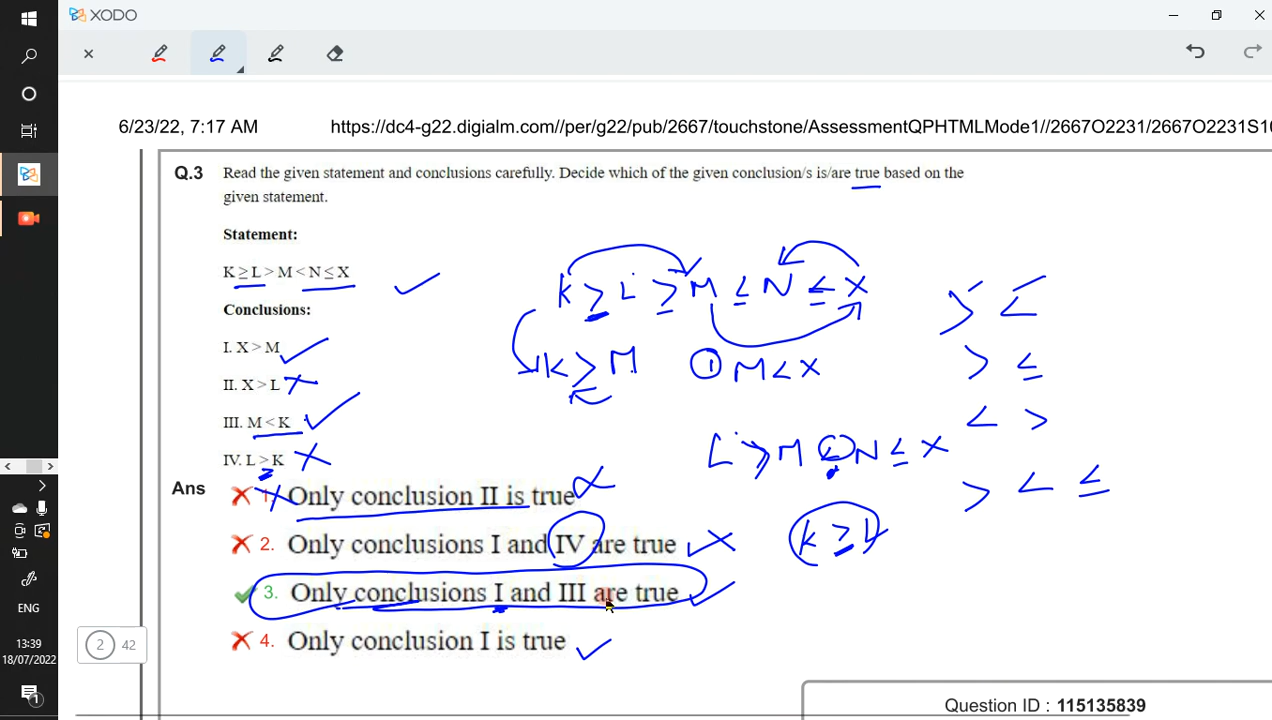 XODO
6/23/22, 7:17 AM https://dc4-g22.digialm.com//per/g22/pub/2667/touchstone/AssessmentQPHTMLMode1//2667O2231/2667O2231S10
Q.3 Read the given statement and conclusions carefully. Decide which of the given conclusion/s is/are true based on the
given statement.
Statement:
K ≥ L > M < N ≤ X
K ≥ L > M ≤ N ≤ X
> <
Conclusions:
I. X > M
K > M ① M < X
> ≤
II. X > L
III. M < K
< >
L > M < N ≤ X
IV. L > K
Ans
1. Only conclusion II is true
> < ≤
2. Only conclusions I and IV are true
K ≥ L
3. Only conclusions I and III are true
4. Only conclusion I is true
ENG
13:39
18/07/2022
2 42
1
Question ID : 115135839